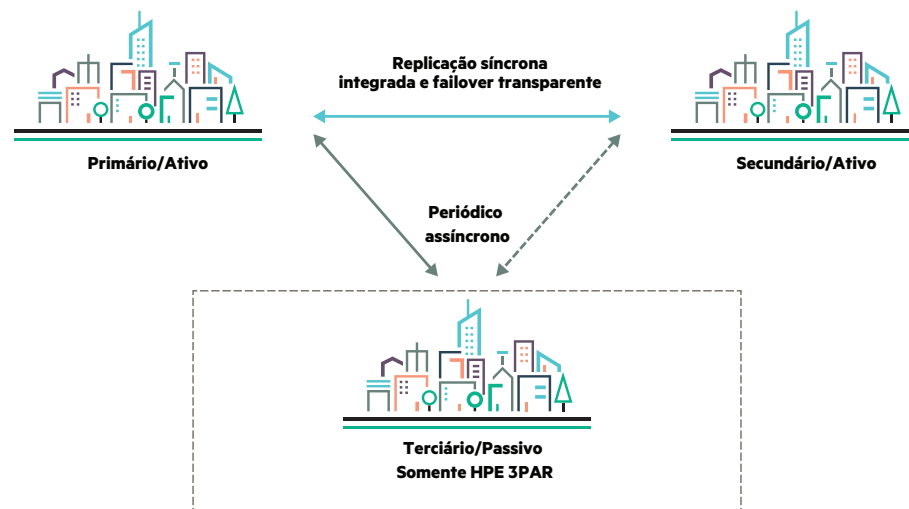 Replicação síncrona
integrada e failover transparente
Primário/Ativo
Secundário/Ativo
Periódico
assíncrono
Terciário/Passivo
Somente HPE 3PAR